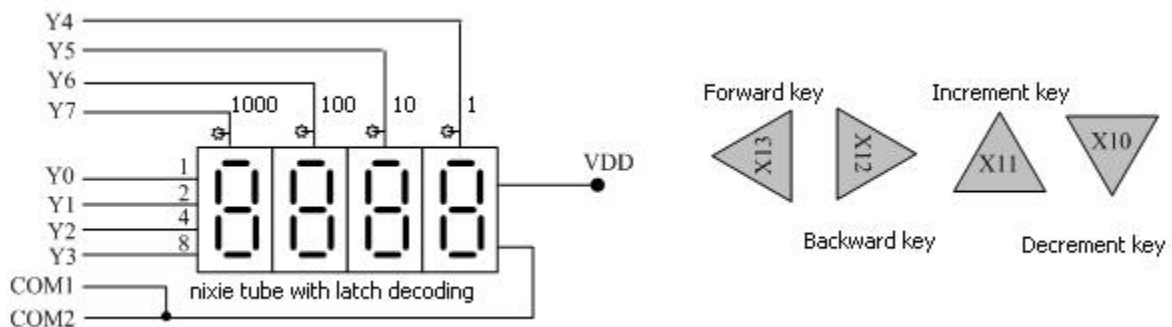 Y4
Y5
Y6
Y7
1000
100
10
1
Y0
Y1
Y2
Y3
1
2
4
8
VDD
COM1
COM2
nixie tube with latch decoding
Forward key
Increment key
X13
X12
X11
X10
Backward key
Decrement key